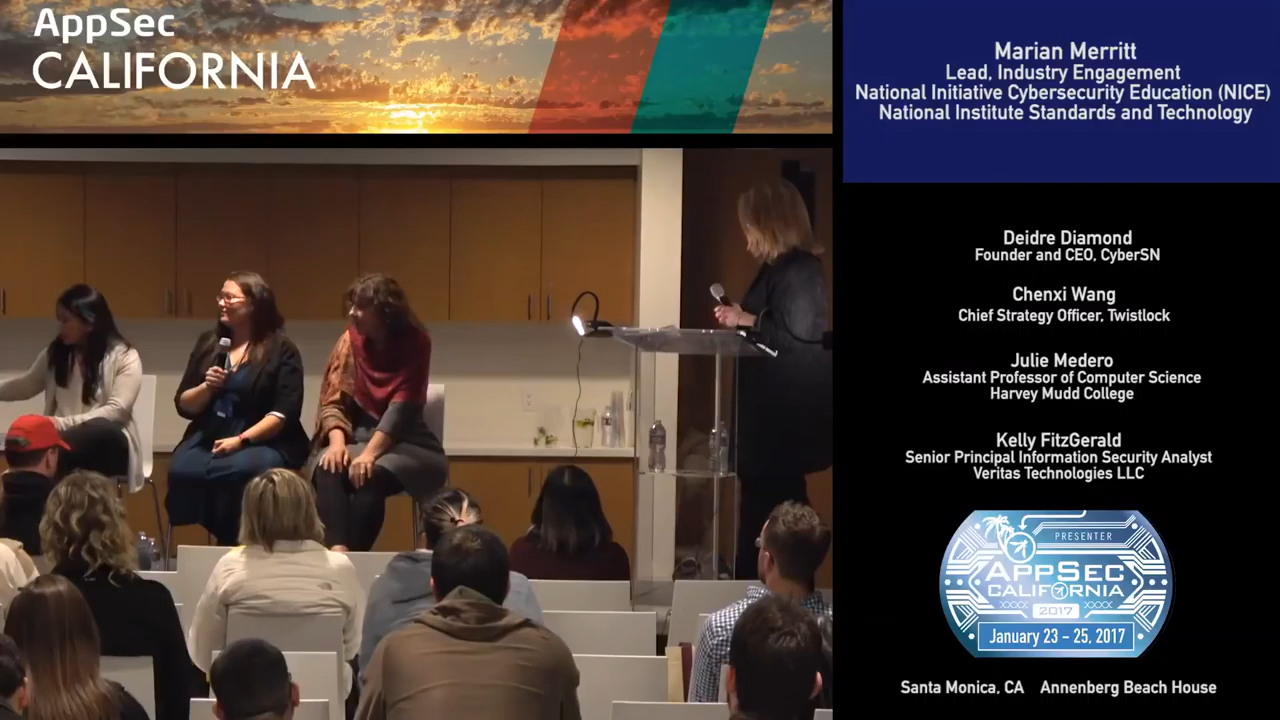 AppSec
CALIFORNIA
Marian Merritt
Lead, Industry Engagement
National Initiative Cybersecurity Education (NICE)
National Institute Standards and Technology
Deidre Diamond
Founder and CEO, CyberSN
Chenxi Wang
Chief Strategy Officer, Twistlock
Julie Medero
Assistant Professor of Computer Science
Harvey Mudd College
Kelly FitzGerald
Senior Principal Information Security Analyst
Veritas Technologies LLC
PRESENTER
APPSEC
CALIFORNIA
2017
January 23 - 25, 2017
Santa Monica, CA Annenberg Beach House